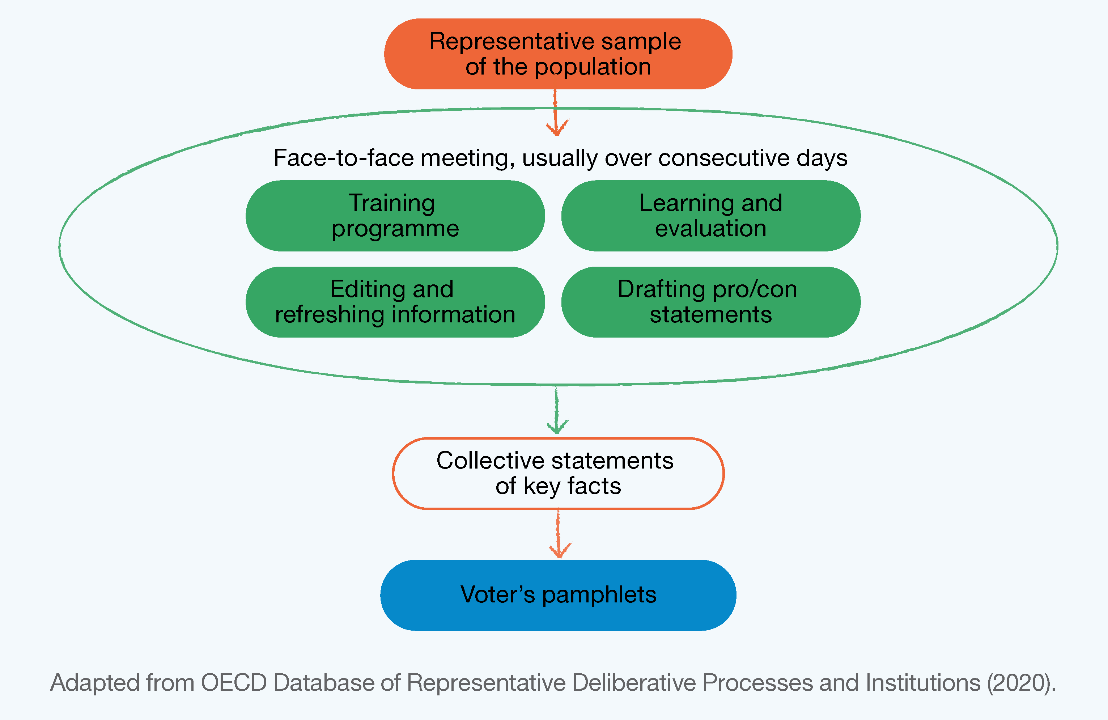 Representative sample
of the population
Face-to-face meeting, usually over consecutive days
Training
programme
Learning and
evaluation
Editing and
refreshing information
Drafting pro/con
statements
Collective statements
of key facts
Voter’s pamphlets
Adapted from OECD Database of Representative Deliberative Processes and Institutions (2020).